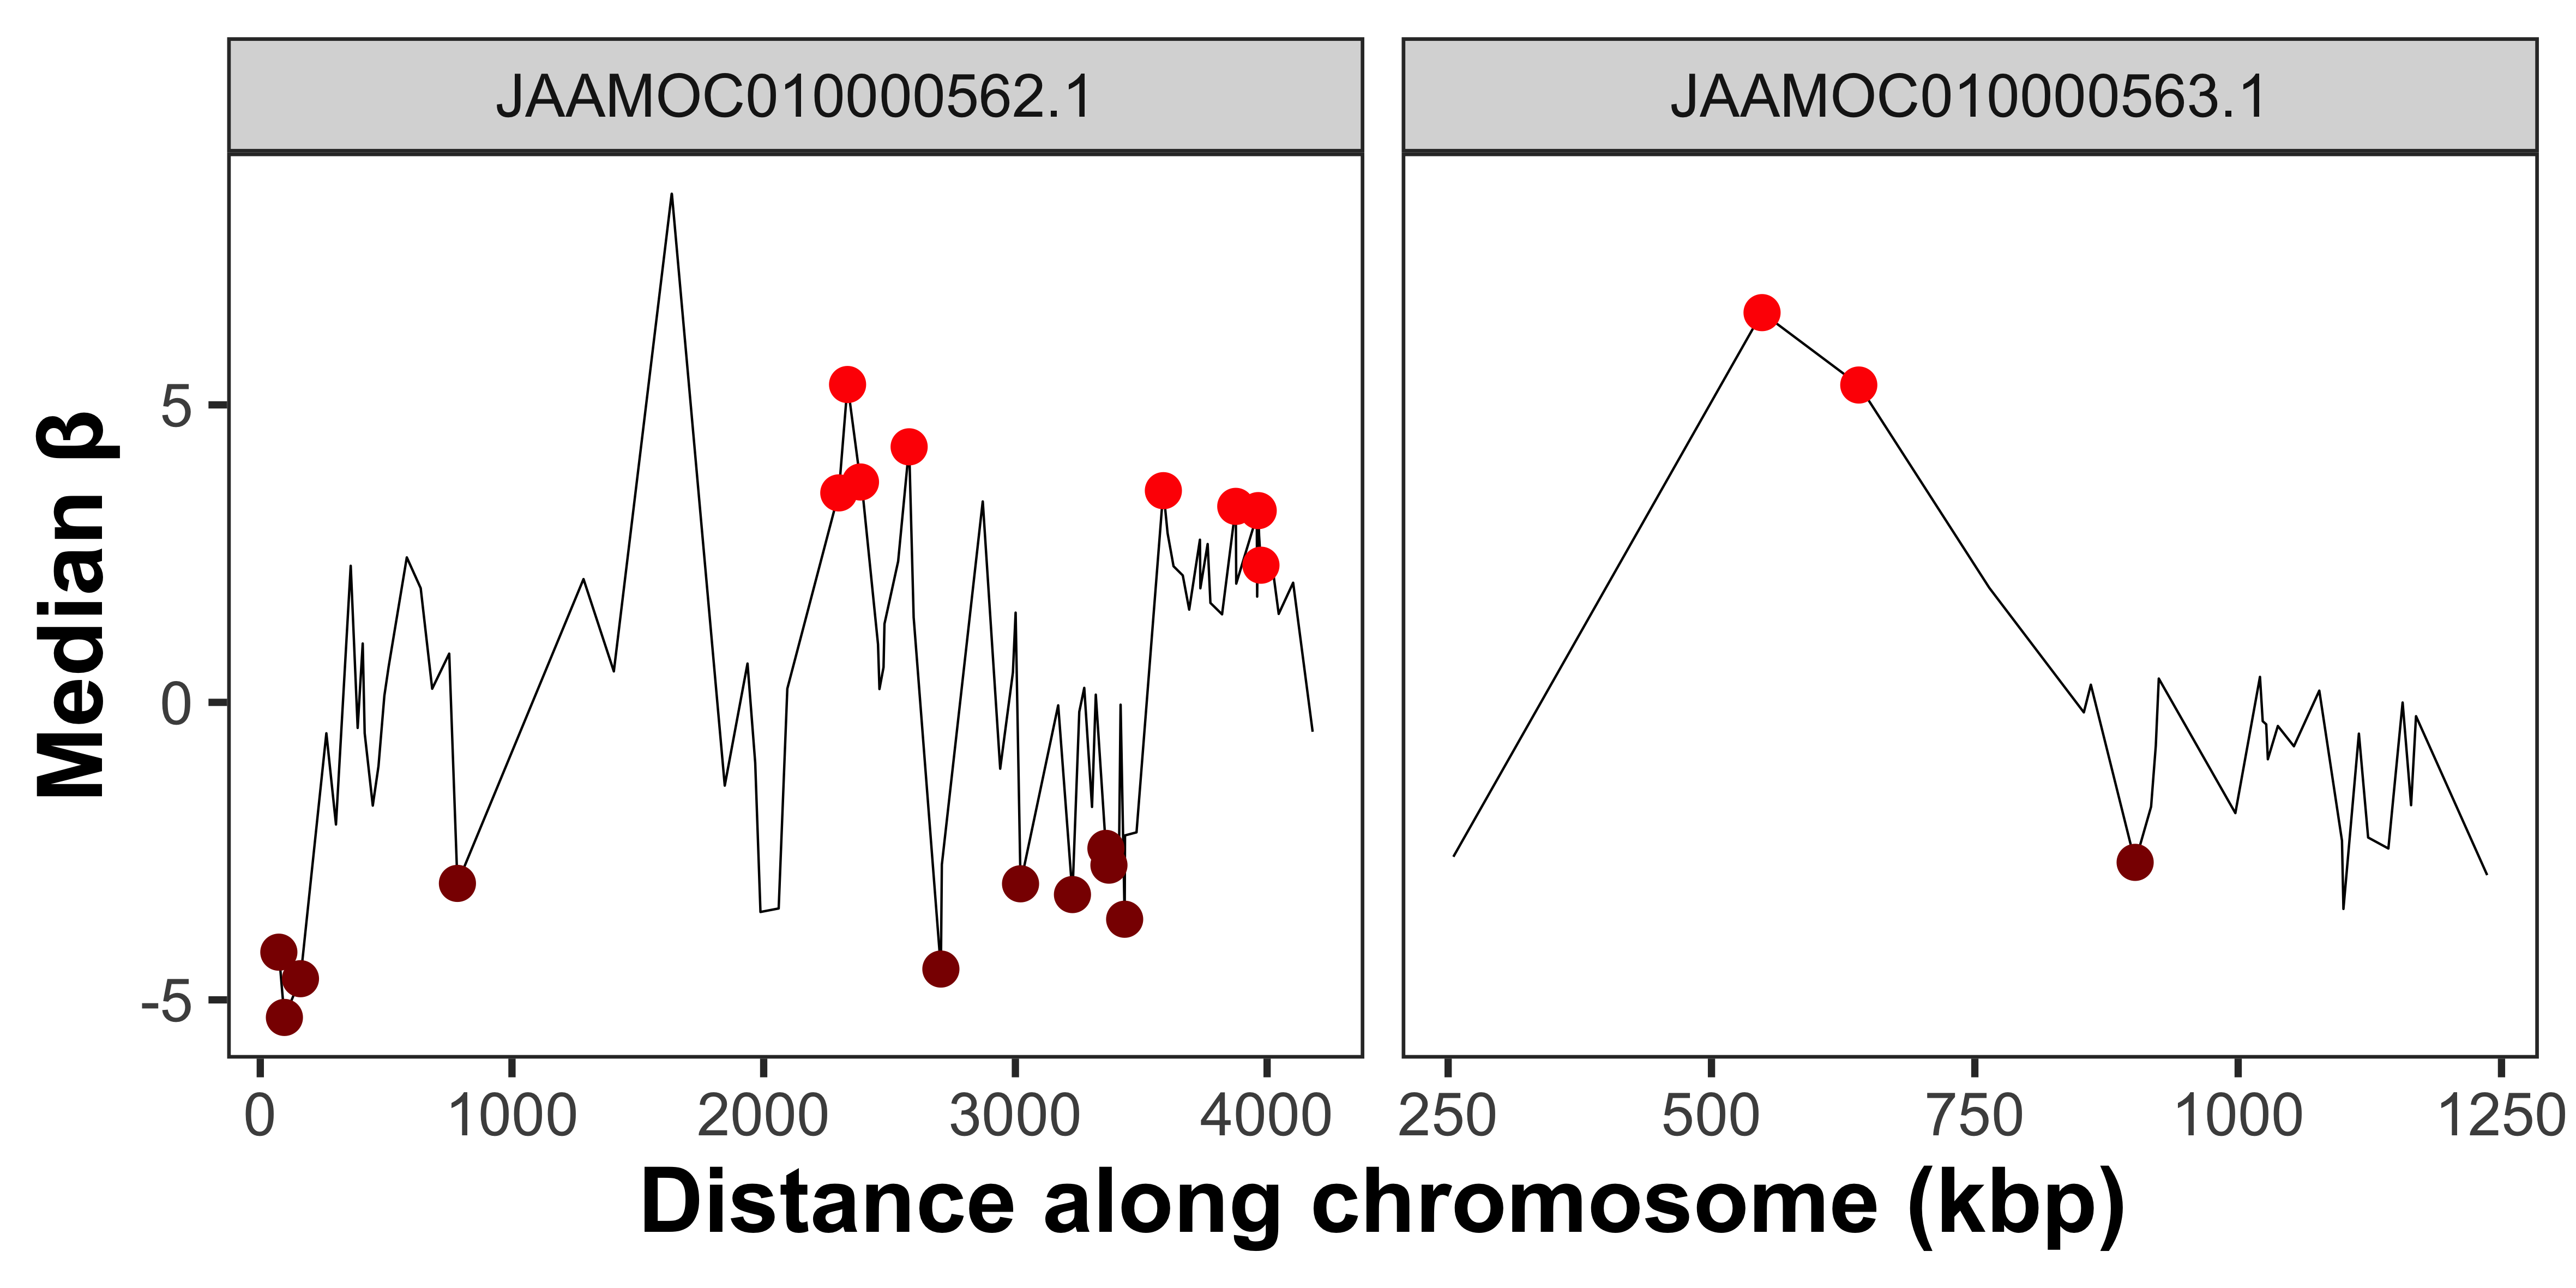 JAAMOC010000562.1
JAAMOC010000563.1
Median β
5
0
-5
0 1000 2000 3000 4000
250 500 750 1000 1250
Distance along chromosome (kbp)